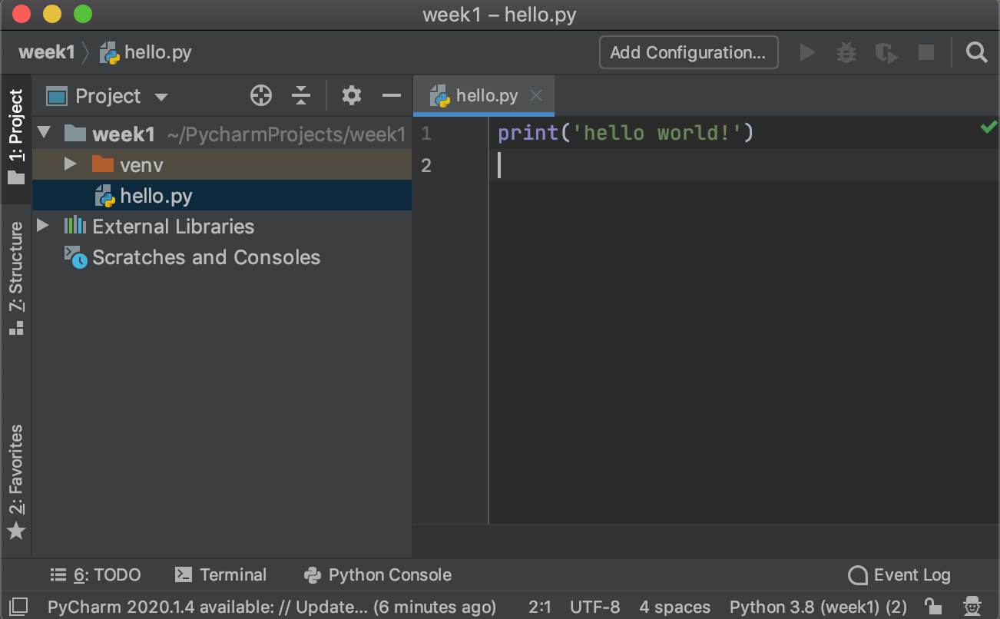 week1 – hello.py
week1 hello.py Add Configuration...
1: Project
7: Structure
2: Favorites
Project
week1 ~/PycharmProjects/week1
venv
hello.py
External Libraries
Scratches and Consoles
hello.py
1 print('hello world!')
2
6: TODO Terminal Python Console Event Log
PyCharm 2020.1.4 available: // Update... (6 minutes ago) 2:1 UTF-8 4 spaces Python 3.8 (week1) (2)